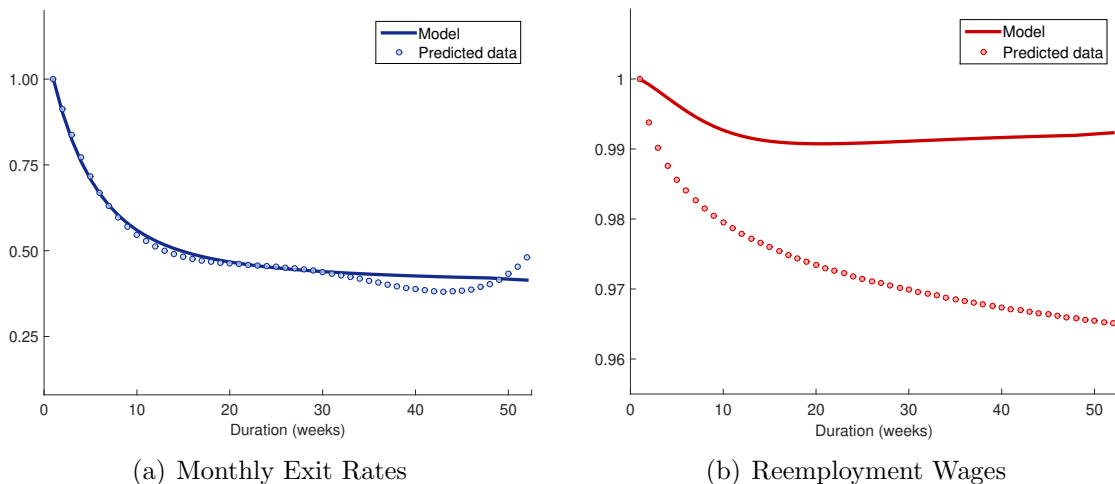 Model
Predicted data
1.00
0.75
0.50
0.25
0 10 20 30 40 50
Duration (weeks)
(a) Monthly Exit Rates
Model
Predicted data
1
0.99
0.98
0.97
0.96
0 10 20 30 40 50
Duration (weeks)
(b) Reemployment Wages